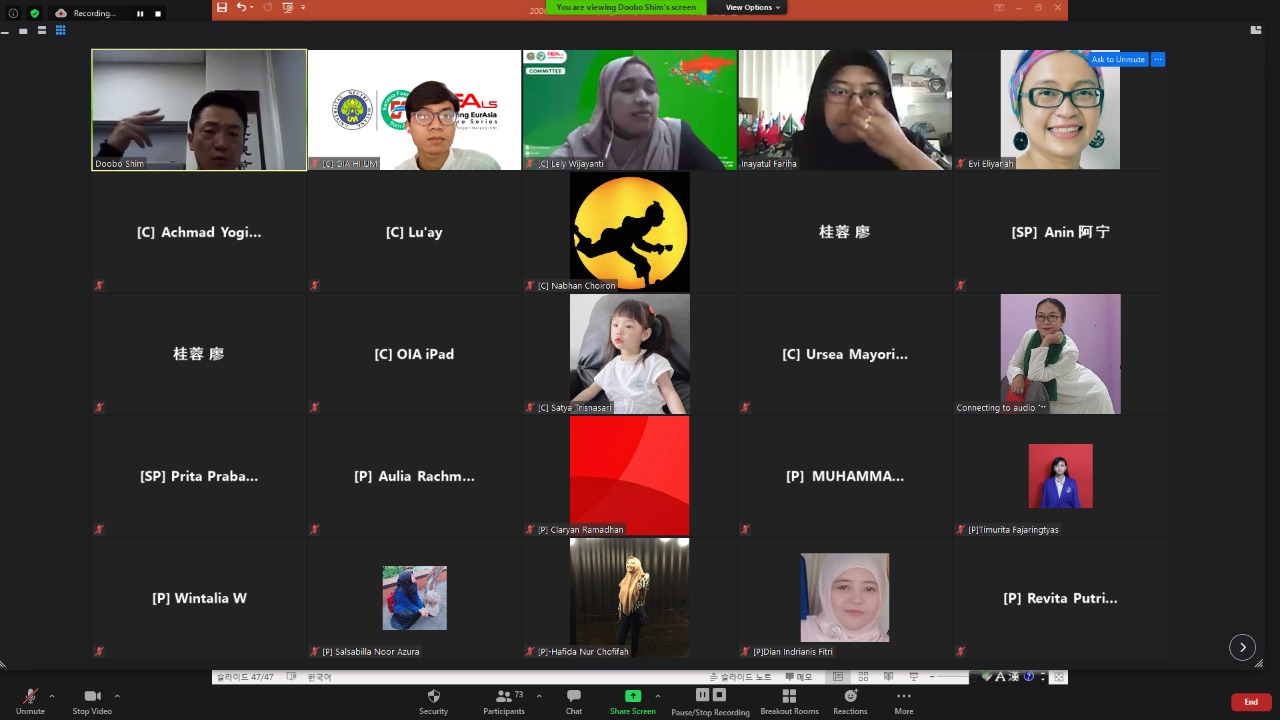 Recording...
You are viewing Doobo Shim's screen
View Options
Ask to Unmute
COMMITTEE
Doobo Shim
[C] OIA HI UM
[C] Lely Wijayanti
Inayatul Fariha
Evi Eliyanah
[C] Achmad Yogi...
[C] Lu'ay
[C] Nabhan Choiron
桂蓉 廖
[SP] Anin 阿宁
桂蓉 廖
[C] OIA iPad
[C] Satya Trisnasari
[C] Ursea Mayori...
Connecting to audio ...
[SP] Prita Praba...
[P] Aulia Rachm...
[P] Claryan Ramadhan
[P] MUHAMMA...
[P]Timurita Fajaringtyas
[P] Wintalia W
[P] Salsabilla Noor Azura
[P]-Hafida Nur Chofifah
[P]Dian Indrianis Fitri
[P] Revita Putri...
슬라이드 47/47 한국어 슬라이드 노트 메모 A 漢
Unmute
Stop Video
Security
Participants 73
Chat
Share Screen
Pause/Stop Recording
Breakout Rooms
Reactions
More
End